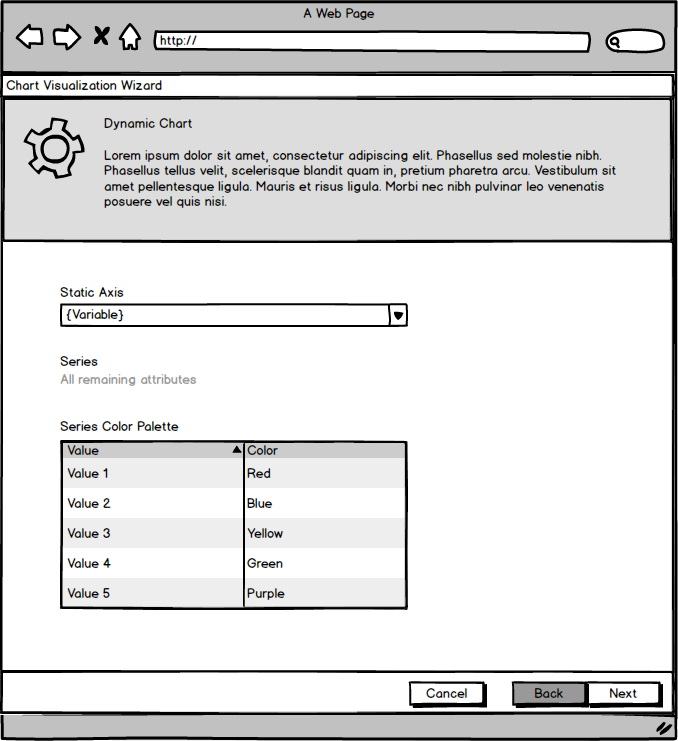 A Web Page
http://
Chart Visualization Wizard
Dynamic Chart
Lorem ipsum dolor sit amet, consectetur adipiscing elit. Phasellus sed molestie nibh.
Phasellus tellus velit, scelerisque blandit quam in, pretium pharetra arcu. Vestibulum sit
amet pellentesque ligula. Mauris et risus ligula. Morbi nec nibh pulvinar leo venenatis
posuere vel quis nisi.
Static Axis
{Variable}
Series
All remaining attributes
Series Color Palette
Value Color
Value 1 Red
Value 2 Blue
Value 3 Yellow
Value 4 Green
Value 5 Purple
Cancel Back Next